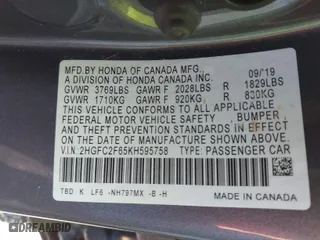 MFD.BY HONDA OF CANADA MFG., 09/19
A DIVISION OF HONDA CANADA INC.
GVWR 3769LBS GAWR F 2028LBS R 1829LBS
GVWR 1710KG GAWR F 920KG R 830KG
THIS VEHICLE CONFORMS TO ALL APPLICABLE
FEDERAL MOTOR VEHICLE SAFETY, BUMPER, AND
THEFT PREVENTION STANDARDS IN EFFECT ON
THE DATE OF MANUFACTURE SHOWN ABOVE.
V.I.N. 2HGFC2F65KH595758 TYPE: PASSENGER CAR
TBD K LF6 -NH797MX -B -H
MADE IN CANADA